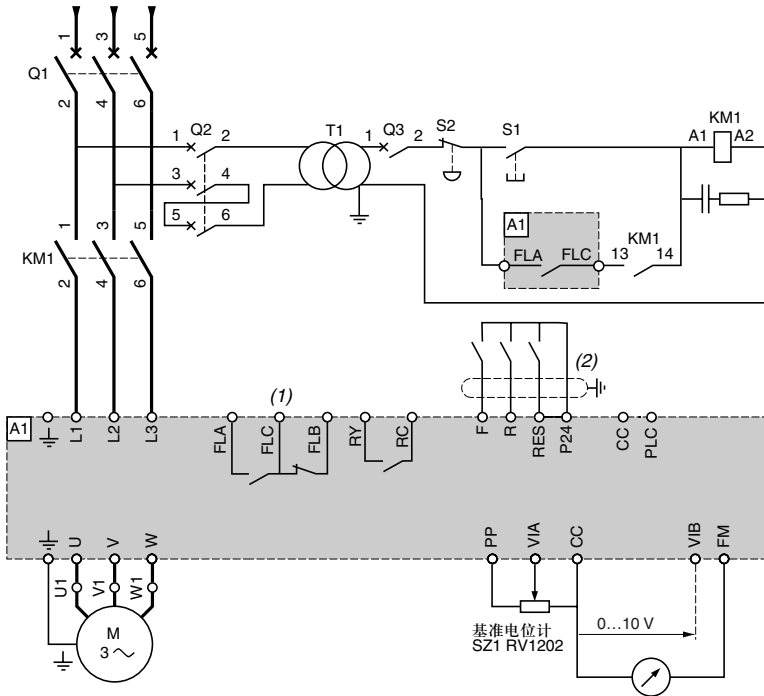 1 3 5
Q1
2 4 6
1 Q2 2
T1
1 Q3 2
S2
S1
KM1
A1 A2
3 4
5 6
A1
FLA FLC
KM1
13 14
1 3 5
KM1
2 4 6
(1)
(2)
A1
L1 L2 L3
FLA FLC FLB RY RC
F R RES P24 CC PLC
U V W
PP VIA CC VIB FM
U1 V1 W1
M
3
0...10 V
基准电位计
SZ1 RV1202